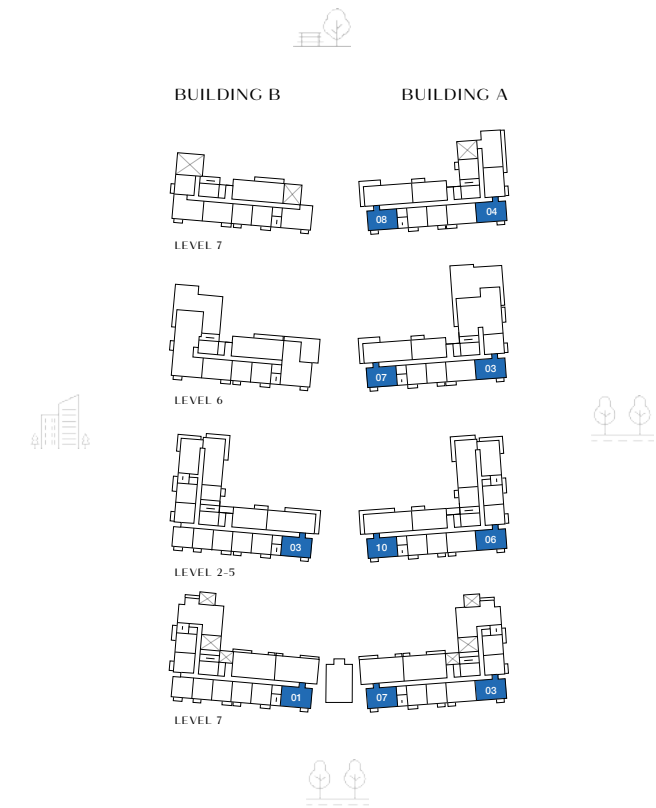 BUILDING B BUILDING A
08 04
LEVEL 7
07 03
LEVEL 6
03 10 06
LEVEL 2-5
01 07 03
LEVEL 7